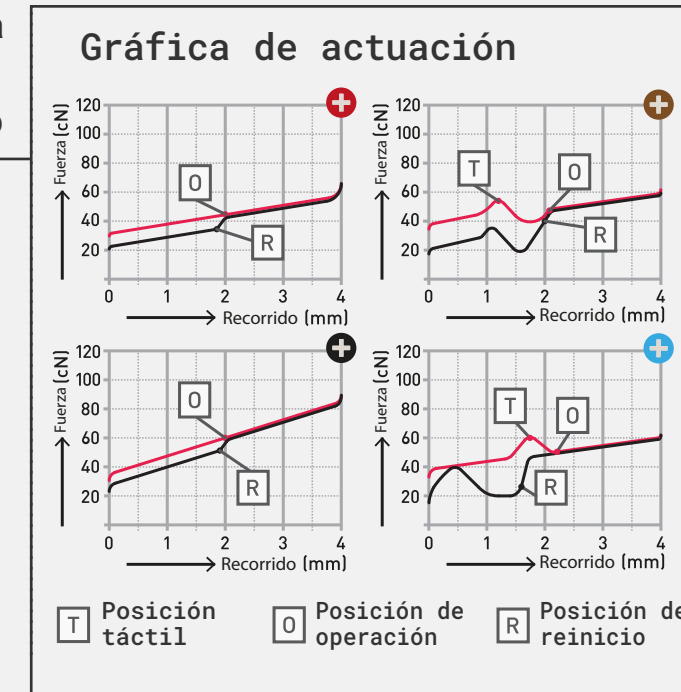 a
o
Gráfica de actuación
Fuerza (cN)
120
100
80
60
40
20
O
R
0 1 2 3 4
Recorrido (mm)
Fuerza (cN)
120
100
80
60
40
20
T
O
R
0 1 2 3 4
Recorrido (mm)
Fuerza (cN)
120
100
80
60
40
20
O
R
0 1 2 3 4
Recorrido (mm)
Fuerza (cN)
120
100
80
60
40
20
T
O
R
0 1 2 3 4
Recorrido (mm)
T Posición
táctil
O Posición de
operación
R Posición de
reinicio